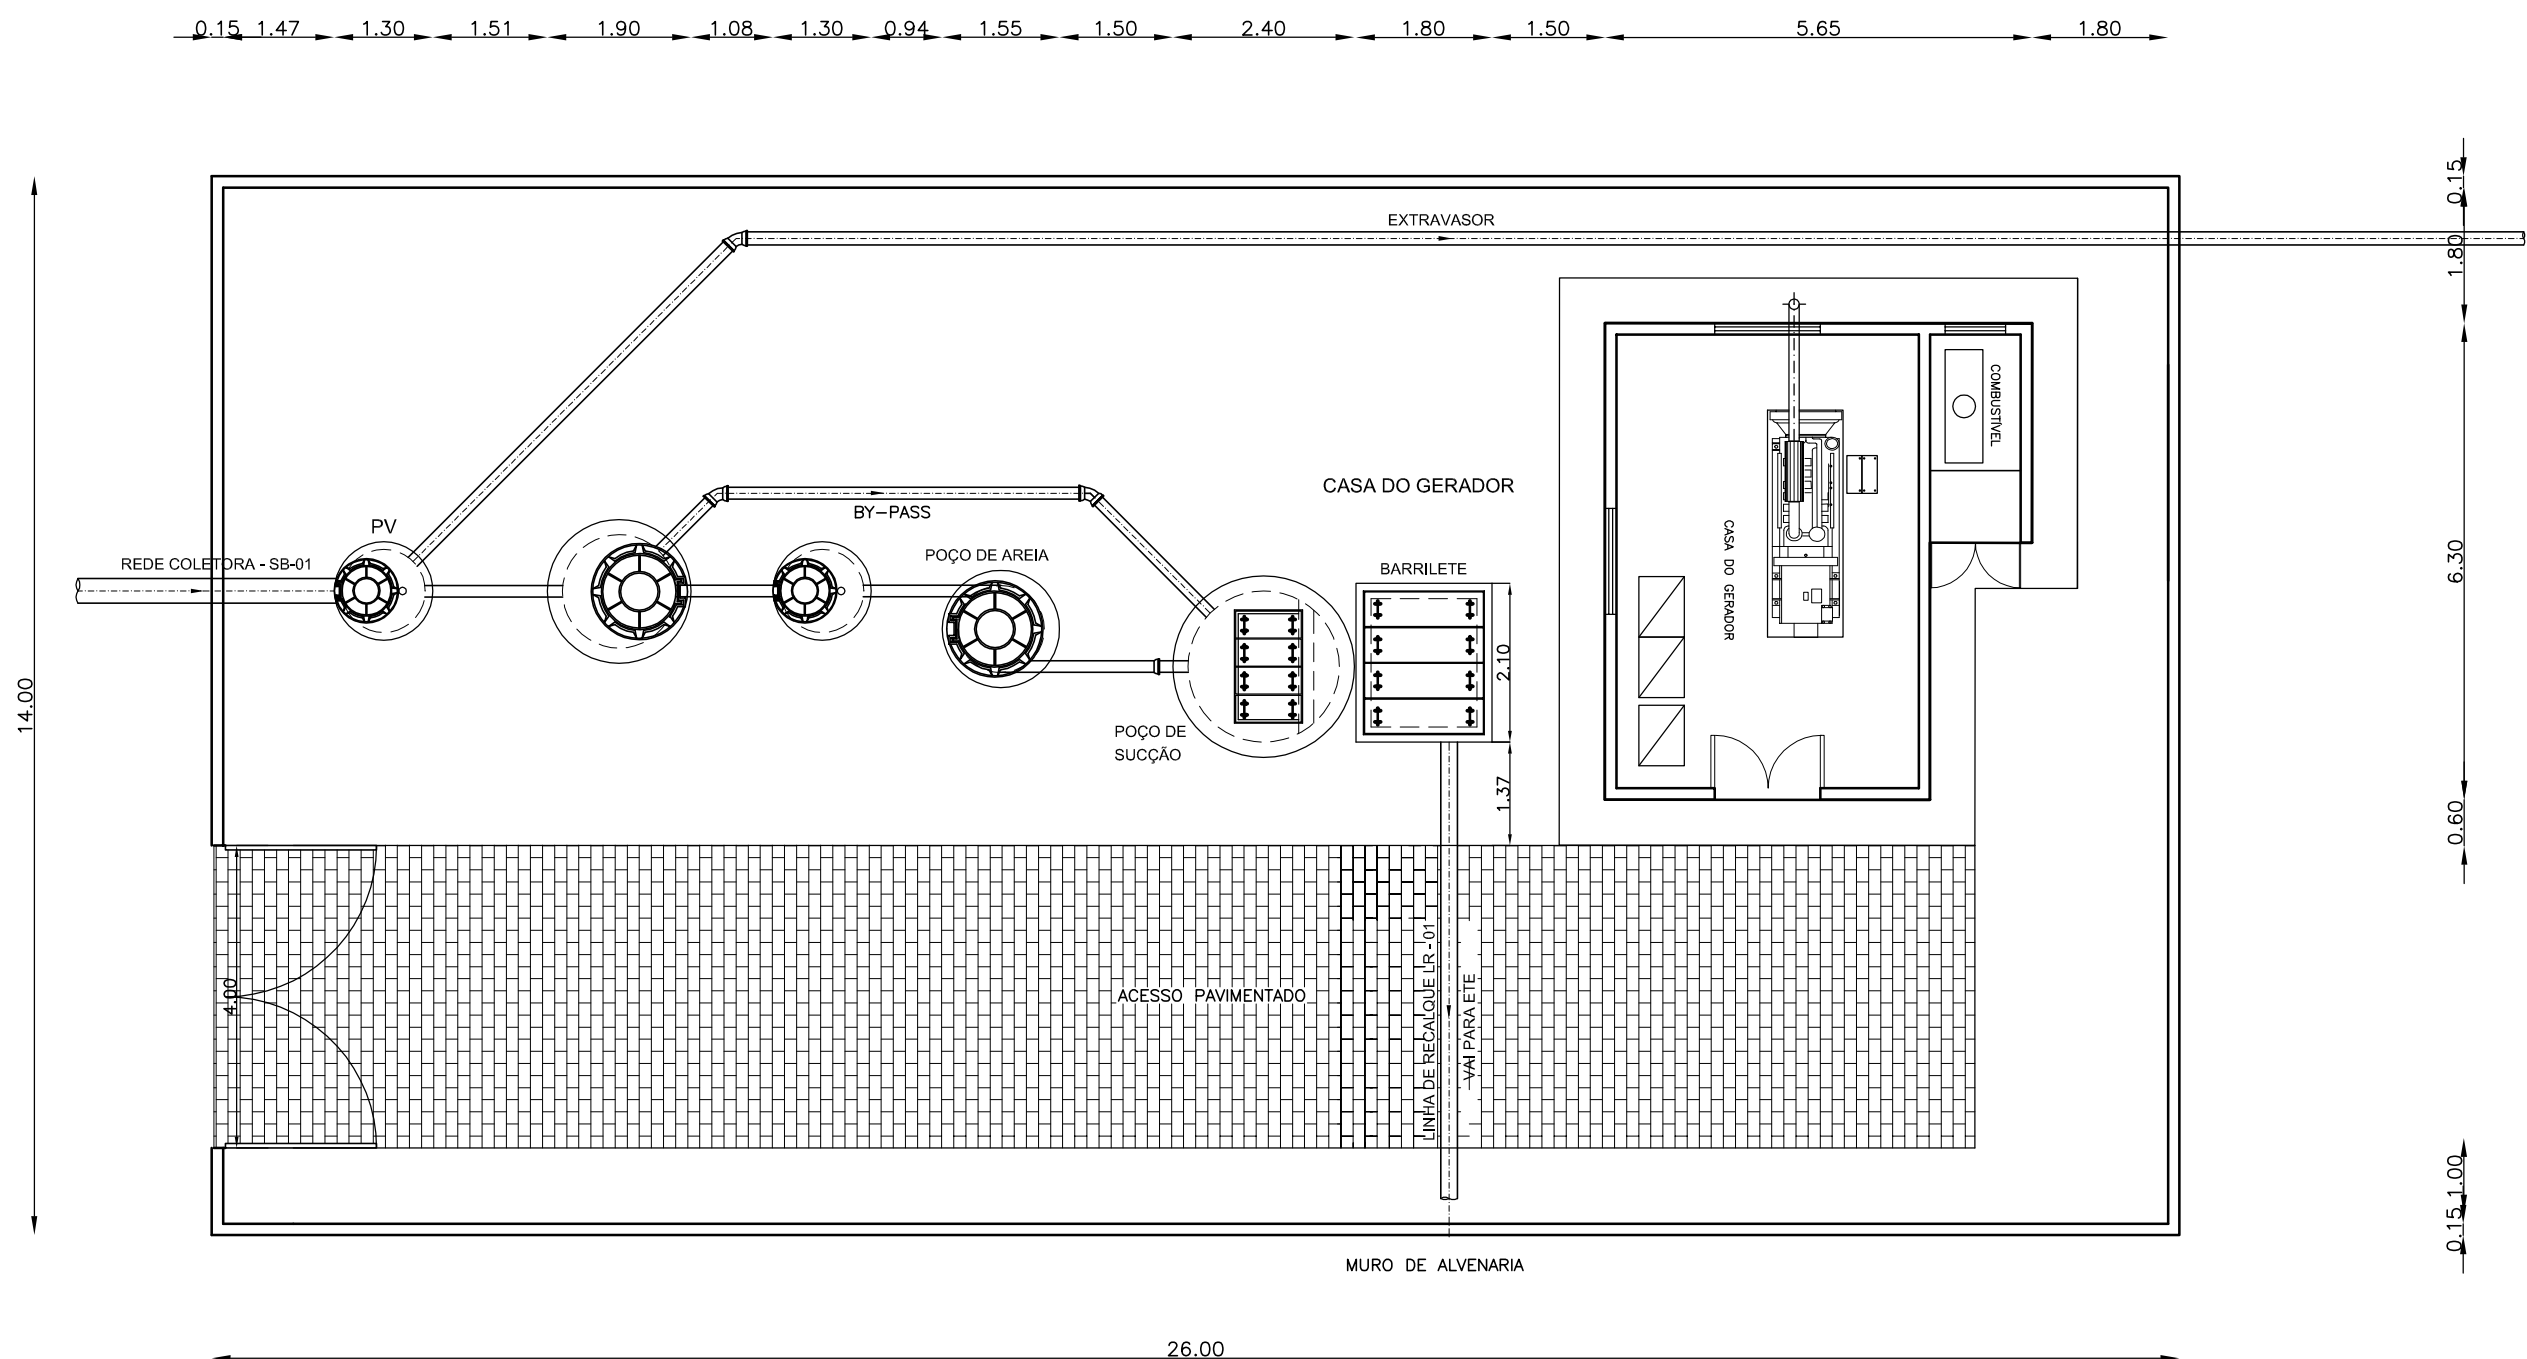 0.15 1.47 1.30 1.51 1.90 1.08 1.30 0.94 1.55 1.50 2.40 1.80 1.50 5.65 1.80
0.15
EXTRAVASOR
1.80
COMBUSTÍVEL
CASA DO GERADOR
BY-PASS
PV
CASA DO GERADOR
POÇO DE AREIA
REDE COLETORA - SB-01
BARRILETE
6.30
2.10
14.00
POÇO DE
SUCÇÃO
1.37
0.60
4.00
ACESSO PAVIMENTADO
LINHA DE RECALQUE LR - 01
VAI PARA ETE
1.00
0.15
MURO DE ALVENARIA
26.00